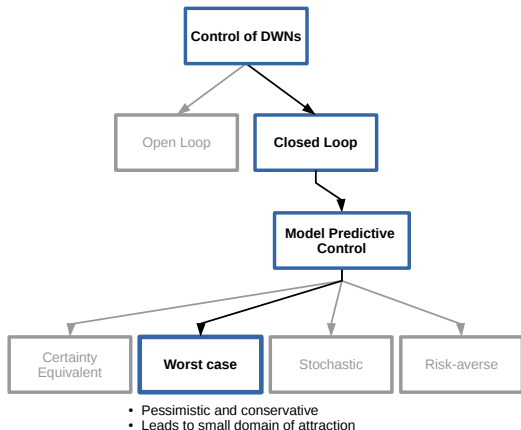 Control of DWNs
Open Loop
Closed Loop
Model Predictive
Control
Certainty
Equivalent
Worst case
Stochastic
Risk-averse
• Pessimistic and conservative
• Leads to small domain of attraction